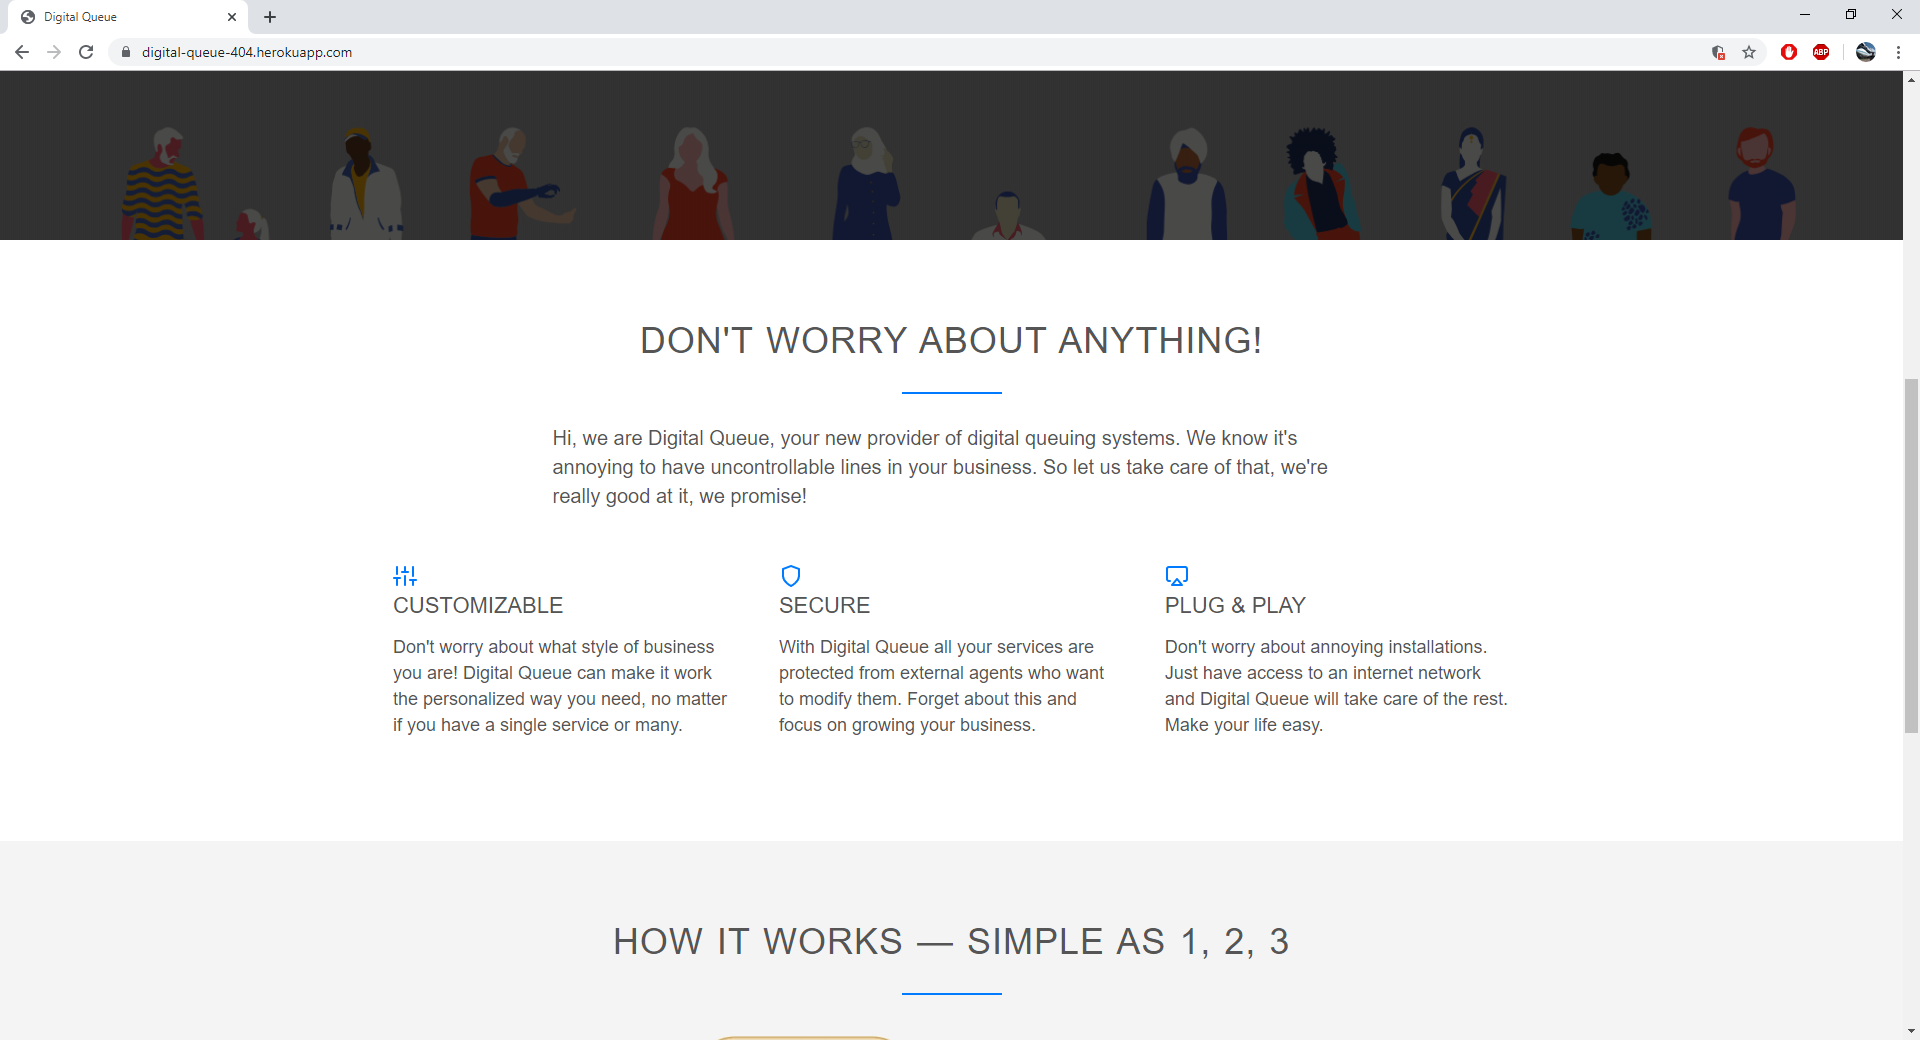 Digital Queue
digital-queue-404.herokuapp.com
ABP
DON'T WORRY ABOUT ANYTHING!
Hi, we are Digital Queue, your new provider of digital queuing systems. We know it's
annoying to have uncontrollable lines in your business. So let us take care of that, we're
really good at it, we promise!
CUSTOMIZABLE
Don't worry about what style of business
you are! Digital Queue can make it work
the personalized way you need, no matter
if you have a single service or many.
SECURE
With Digital Queue all your services are
protected from external agents who want
to modify them. Forget about this and
focus on growing your business.
PLUG & PLAY
Don't worry about annoying installations.
Just have access to an internet network
and Digital Queue will take care of the rest.
Make your life easy.
HOW IT WORKS — SIMPLE AS 1, 2, 3